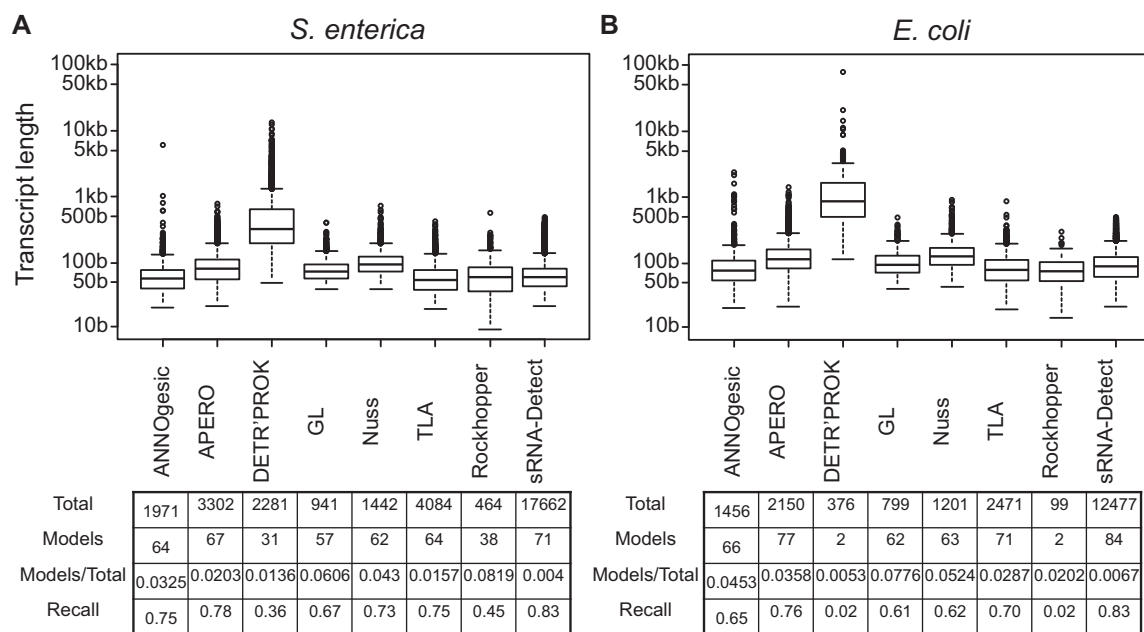 A
S. enterica
Transcript length
100kb
50kb
10kb
5kb
1kb
500b
100b
50b
10b
ANNOgesic
APERO
DETR'PROK
GL
Nuss
TLA
Rockhopper
sRNA-Detect
Total 1971 3302 2281 941 1442 4084 464 17662
Models 64 67 31 57 62 64 38 71
Models/Total 0.0325 0.0203 0.0136 0.0606 0.043 0.0157 0.0819 0.004
Recall 0.75 0.78 0.36 0.67 0.73 0.75 0.45 0.83
B
E. coli
100kb
50kb
10kb
5kb
1kb
500b
100b
50b
10b
ANNOgesic
APERO
DETR'PROK
GL
Nuss
TLA
Rockhopper
sRNA-Detect
Total 1456 2150 376 799 1201 2471 99 12477
Models 66 77 2 62 63 71 2 84
Models/Total 0.0453 0.0358 0.0053 0.0776 0.0524 0.0287 0.0202 0.0067
Recall 0.65 0.76 0.02 0.61 0.62 0.70 0.02 0.83